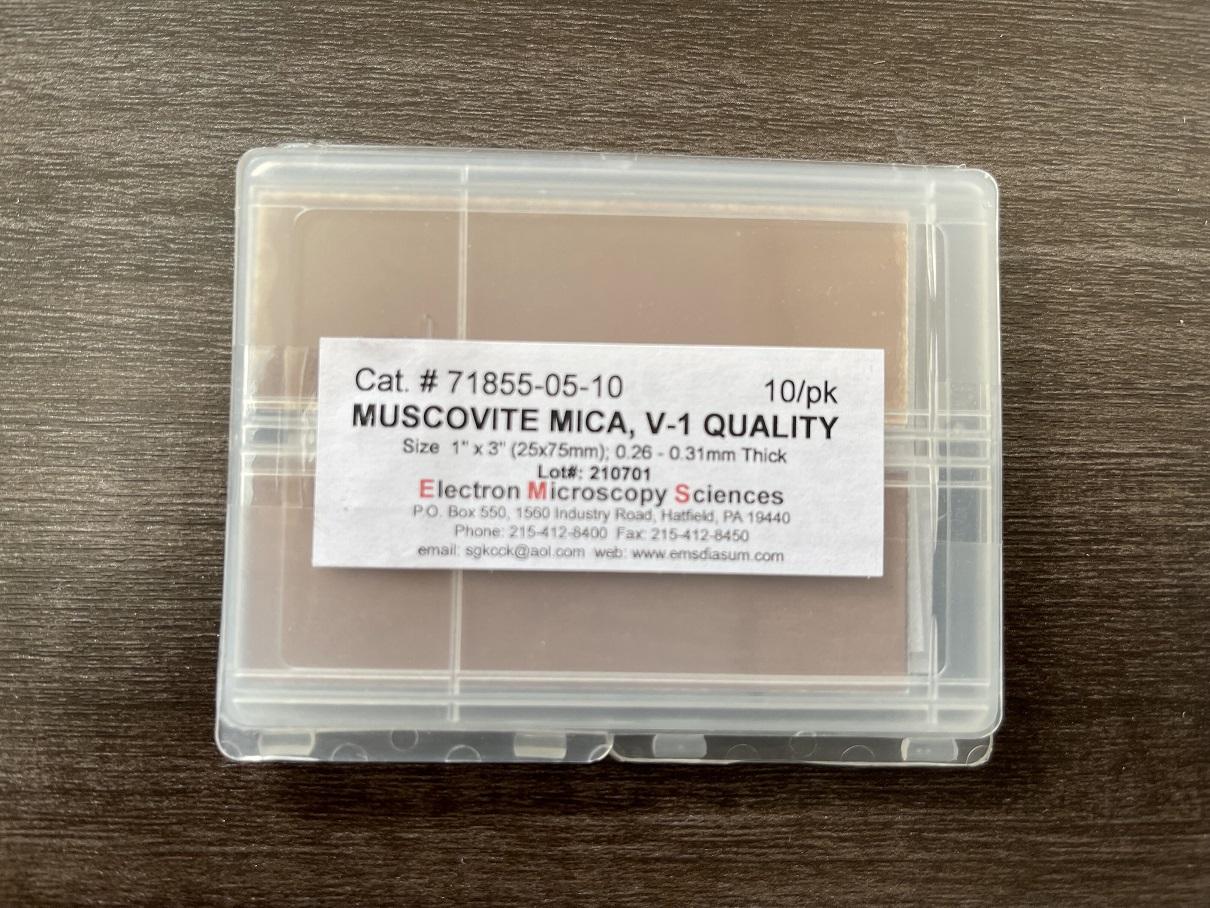 Cat. # 71855-05-10 10/pk
MUSCOVITE MICA, V-1 QUALITY
Size 1" x 3" (25x75mm); 0.26 - 0.31mm Thick
Lot#: 210701
Electron Microscopy Sciences
P.O. Box 550, 1560 Industry Road, Hatfield, PA 19440
Phone: 215-412-8400 Fax: 215-412-8450
email: sgkcck@aol.com web: www.emsdiasum.com